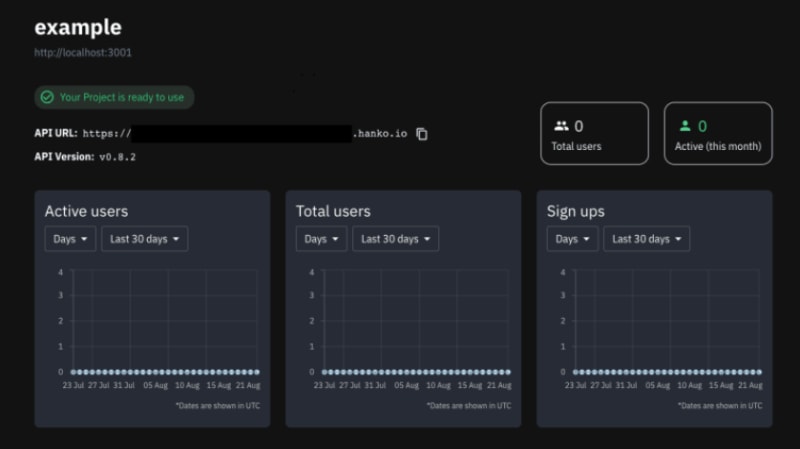 example
http://localhost:3001
Your Project is ready to use
API URL: https:// .hanko.io
API Version: v0.8.2
0
Total users
0
Active (this month)
Active users
Days
Last 30 days
4
3
2
1
0
23 Jul 27 Jul 31 Jul 05 Aug 10 Aug 15 Aug 21 Aug
*Dates are shown in UTC
Total users
Days
Last 30 days
4
3
2
1
0
23 Jul 27 Jul 31 Jul 05 Aug 10 Aug 15 Aug 21 Aug
*Dates are shown in UTC
Sign ups
Days
Last 30 days
4
3
2
1
0
23 Jul 27 Jul 31 Jul 05 Aug 10 Aug 15 Aug 21 Aug
*Dates are shown in UTC